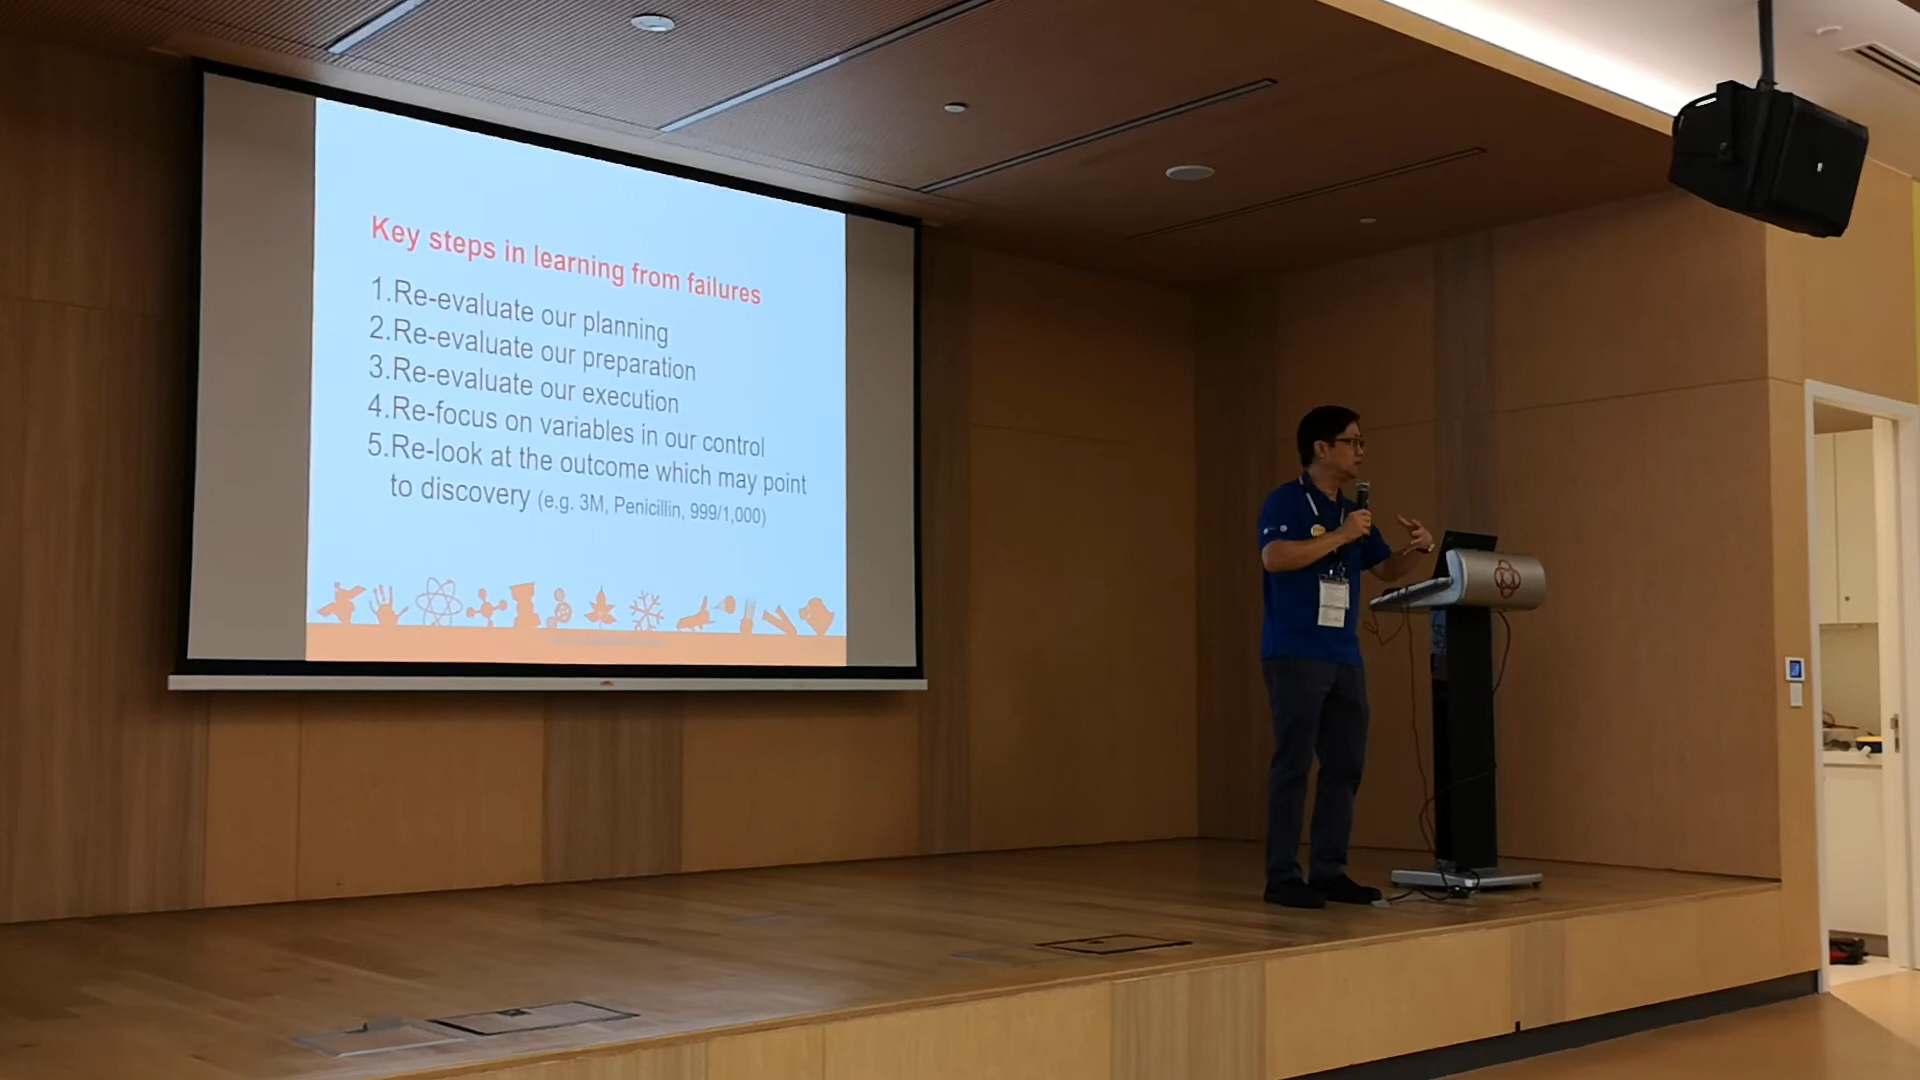 Key steps in learning from failures
1.Re-evaluate our planning
2.Re-evaluate our preparation
3.Re-evaluate our execution
4.Re-focus on variables in our control
5.Re-look at the outcome which may point
to discovery (e.g. 3M, Penicillin, 999/1,000)